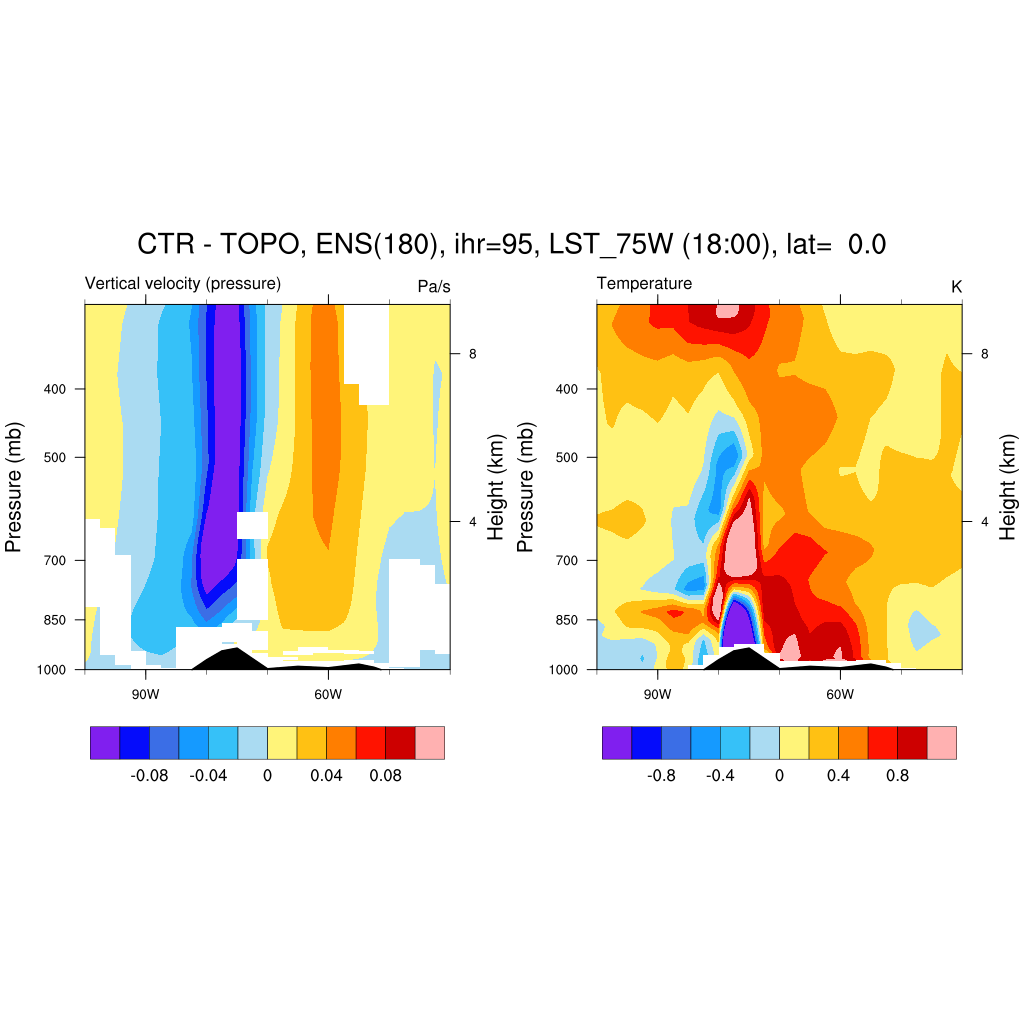 CTR - TOPO, ENS(180), ihr=95, LST_75W (18:00), lat=  0.0
Vertical velocity (pressure) Pa/s
Pressure (mb)
400
500
700
850
1000
8
4
Height (km)
90W 60W
-0.08 -0.04 0 0.04 0.08
Temperature K
Pressure (mb)
400
500
700
850
1000
8
4
Height (km)
90W 60W
-0.8 -0.4 0 0.4 0.8